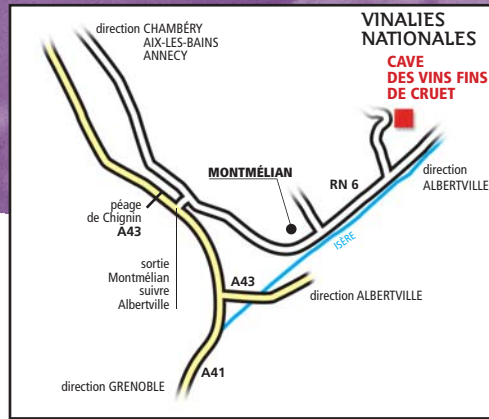 direction CHAMBÉRY
AIX-LES-BAINS
ANNECY
VINALIES
NATIONALES
CAVE
DES VINS FINS
DE CRUET
MONTMÉLIAN
RN 6
direction
ALBERTVILLE
péage
de Chignin
A43
ISÈRE
sortie
Montmélian
suivre
Albertville
A43
direction ALBERTVILLE
A41
direction GRENOBLE